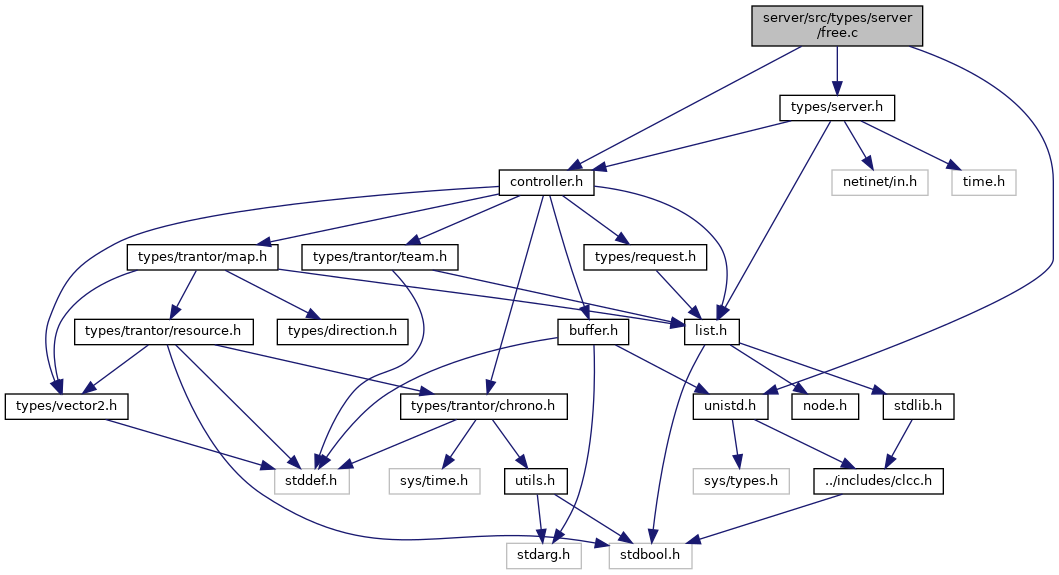 server/src/types/server
/free.c
types/server.h
controller.h
netinet/in.h
time.h
types/trantor/map.h
types/trantor/team.h
types/request.h
types/trantor/resource.h
types/direction.h
buffer.h
list.h
types/vector2.h
types/trantor/chrono.h
unistd.h
node.h
stdlib.h
stddef.h
sys/time.h
utils.h
sys/types.h
../includes/clcc.h
stdarg.h
stdbool.h